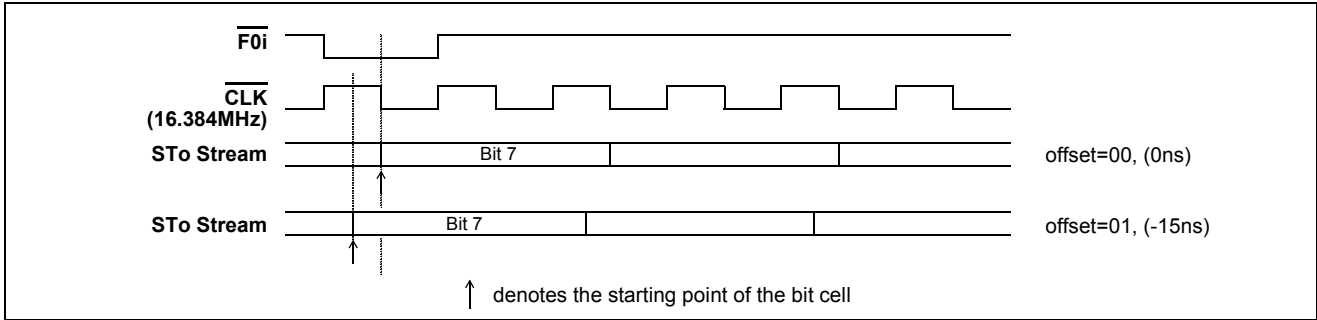 F0i
CLK
(16.384MHz)
STo Stream
Bit 7
offset=00, (0ns)
STo Stream
Bit 7
offset=01, (-15ns)
↑ denotes the starting point of the bit cell